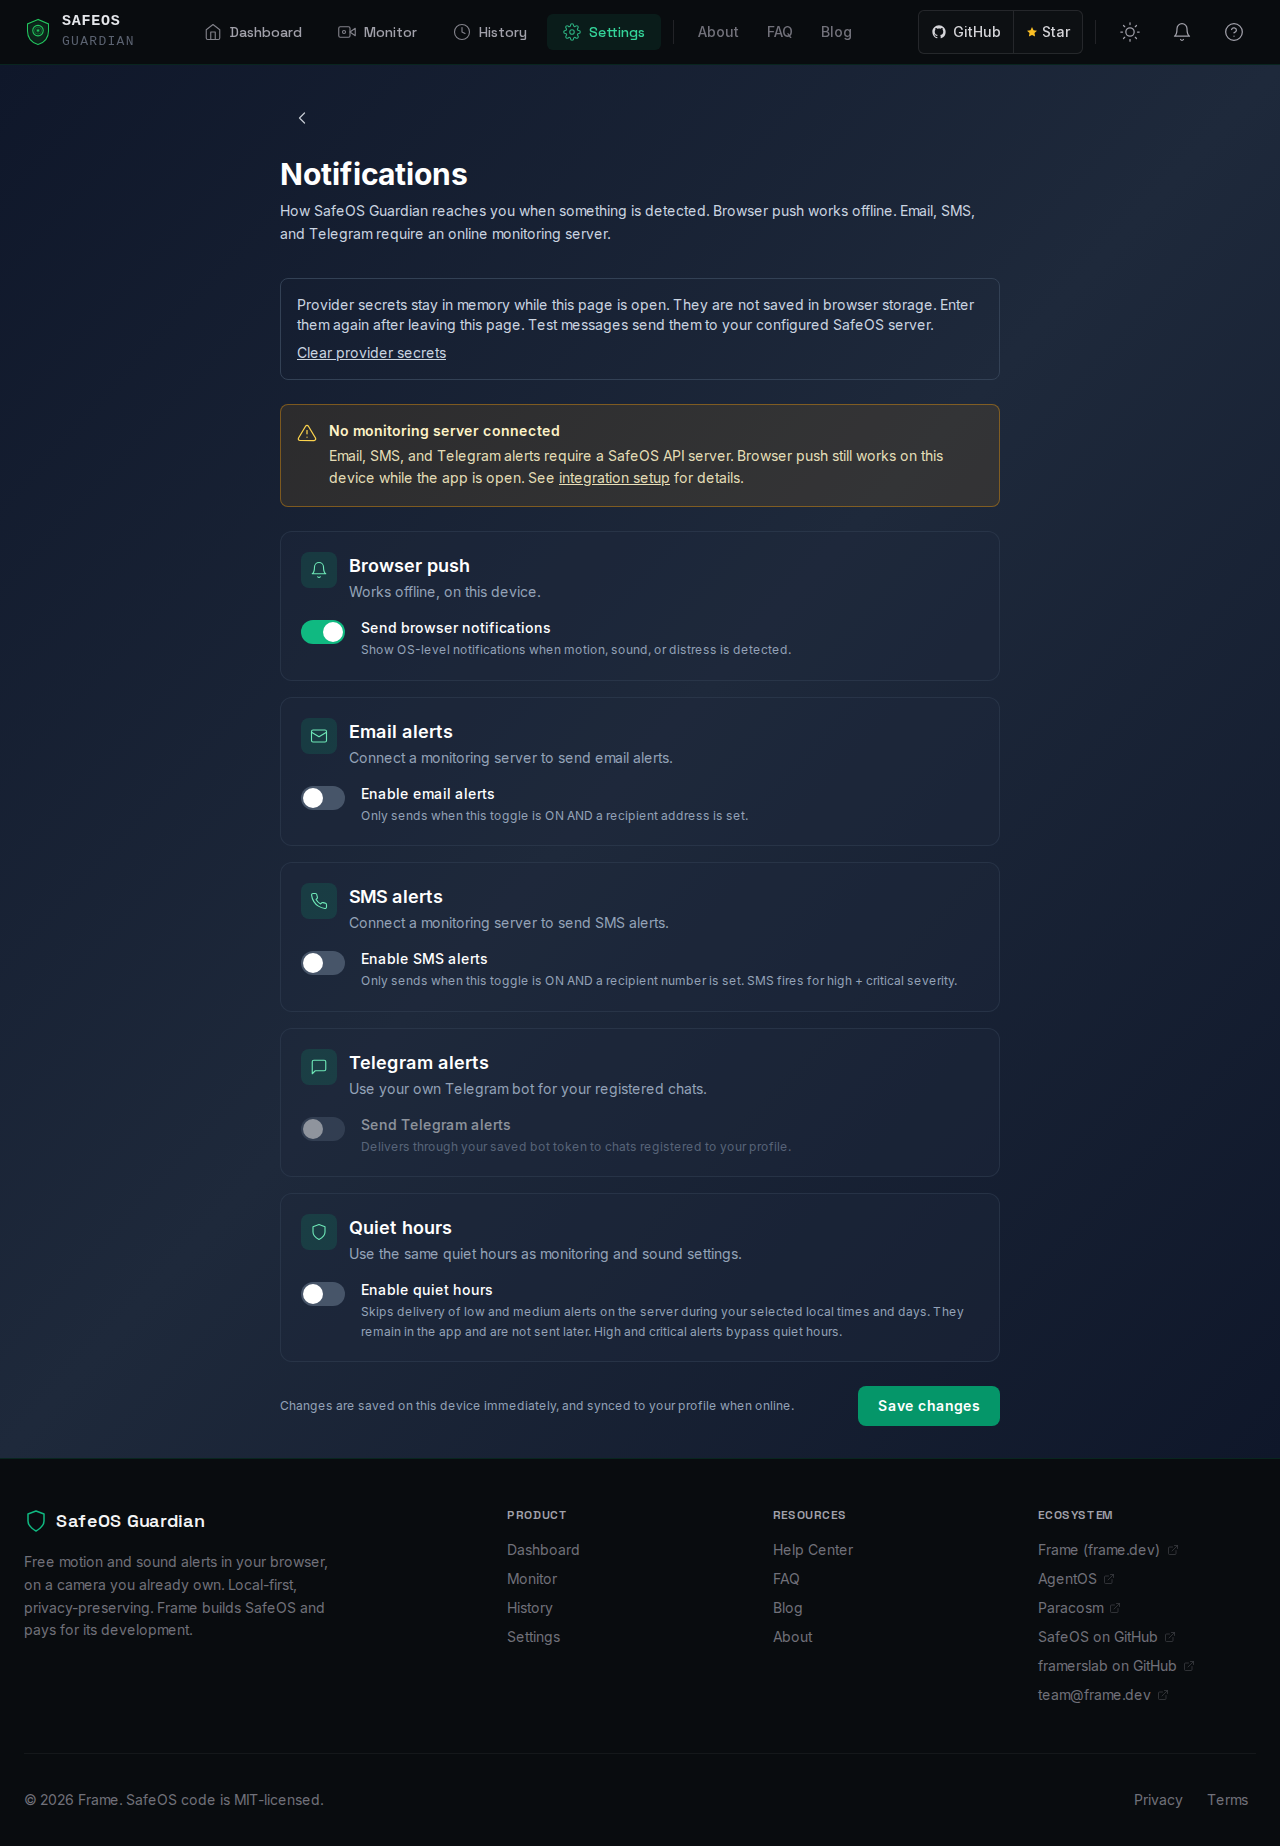 SAFEOS
GUARDIAN
Dashboard
Monitor
History
Settings
About
FAQ
Blog
GitHub
Star
Notifications
How SafeOS Guardian reaches you when something is detected. Browser push works offline. Email, SMS,
and Telegram require an online monitoring server.
Provider secrets stay in memory while this page is open. They are not saved in browser storage. Enter
them again after leaving this page. Test messages send them to your configured SafeOS server.
Clear provider secrets
No monitoring server connected
Email, SMS, and Telegram alerts require a SafeOS API server. Browser push still works on this
device while the app is open. See integration setup for details.
Browser push
Works offline, on this device.
Send browser notifications
Show OS-level notifications when motion, sound, or distress is detected.
Email alerts
Connect a monitoring server to send email alerts.
Enable email alerts
Only sends when this toggle is ON AND a recipient address is set.
SMS alerts
Connect a monitoring server to send SMS alerts.
Enable SMS alerts
Only sends when this toggle is ON AND a recipient number is set. SMS fires for high + critical severity.
Telegram alerts
Use your own Telegram bot for your registered chats.
Send Telegram alerts
Delivers through your saved bot token to chats registered to your profile.
Quiet hours
Use the same quiet hours as monitoring and sound settings.
Enable quiet hours
Skips delivery of low and medium alerts on the server during your selected local times and days. They
remain in the app and are not sent later. High and critical alerts bypass quiet hours.
Changes are saved on this device immediately, and synced to your profile when online.
Save changes
SafeOS Guardian
Free motion and sound alerts in your browser,
on a camera you already own. Local-first,
privacy-preserving. Frame builds SafeOS and
pays for its development.
PRODUCT
Dashboard
Monitor
History
Settings
RESOURCES
Help Center
FAQ
Blog
About
ECOSYSTEM
Frame (frame.dev)
AgentOS
Paracosm
SafeOS on GitHub
framerslab on GitHub
team@frame.dev
© 2026 Frame. SafeOS code is MIT-licensed.
Privacy
Terms